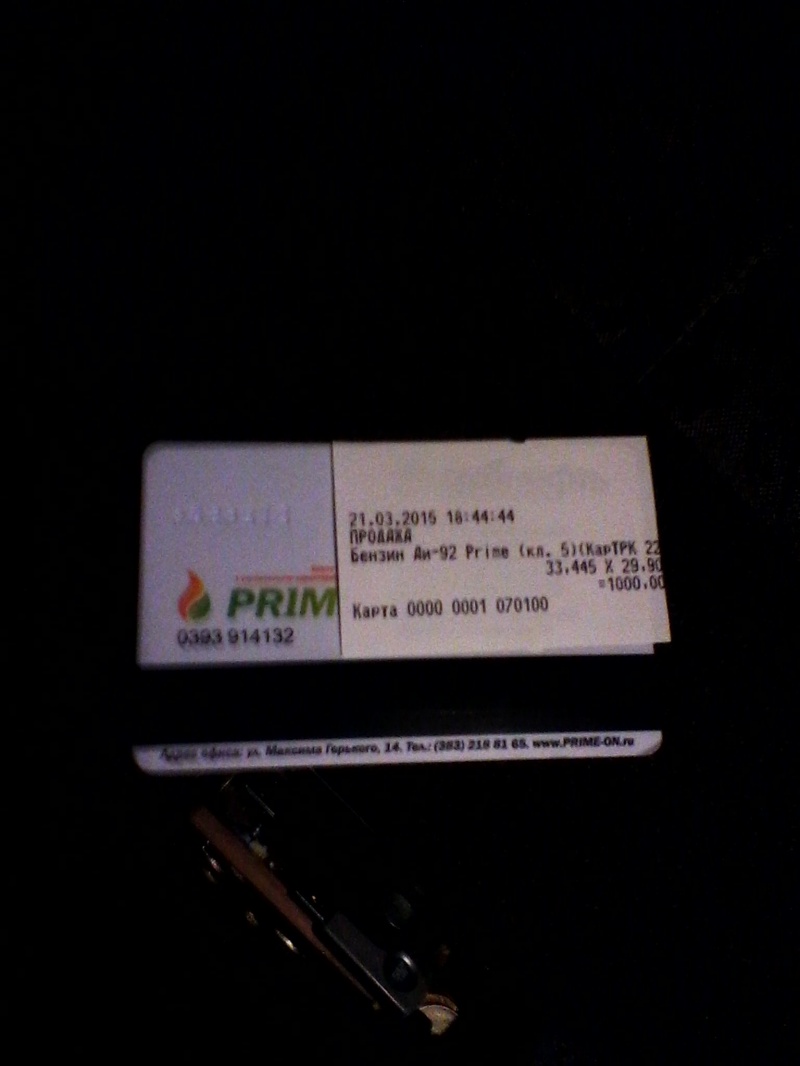 21.03.2015 18:44:44
ПРОДАЖА
Бензин Аи-92 Prime (кл. 5)(КарТРК 22
33.445 X 29.90
=1000.00
Карта 0000 0001 070100
PRIM
0393 914132
Адрес офиса: ул. Максима Горького, 14. Тел.: (383) 218 81 65. www.PRIME-ON.ru